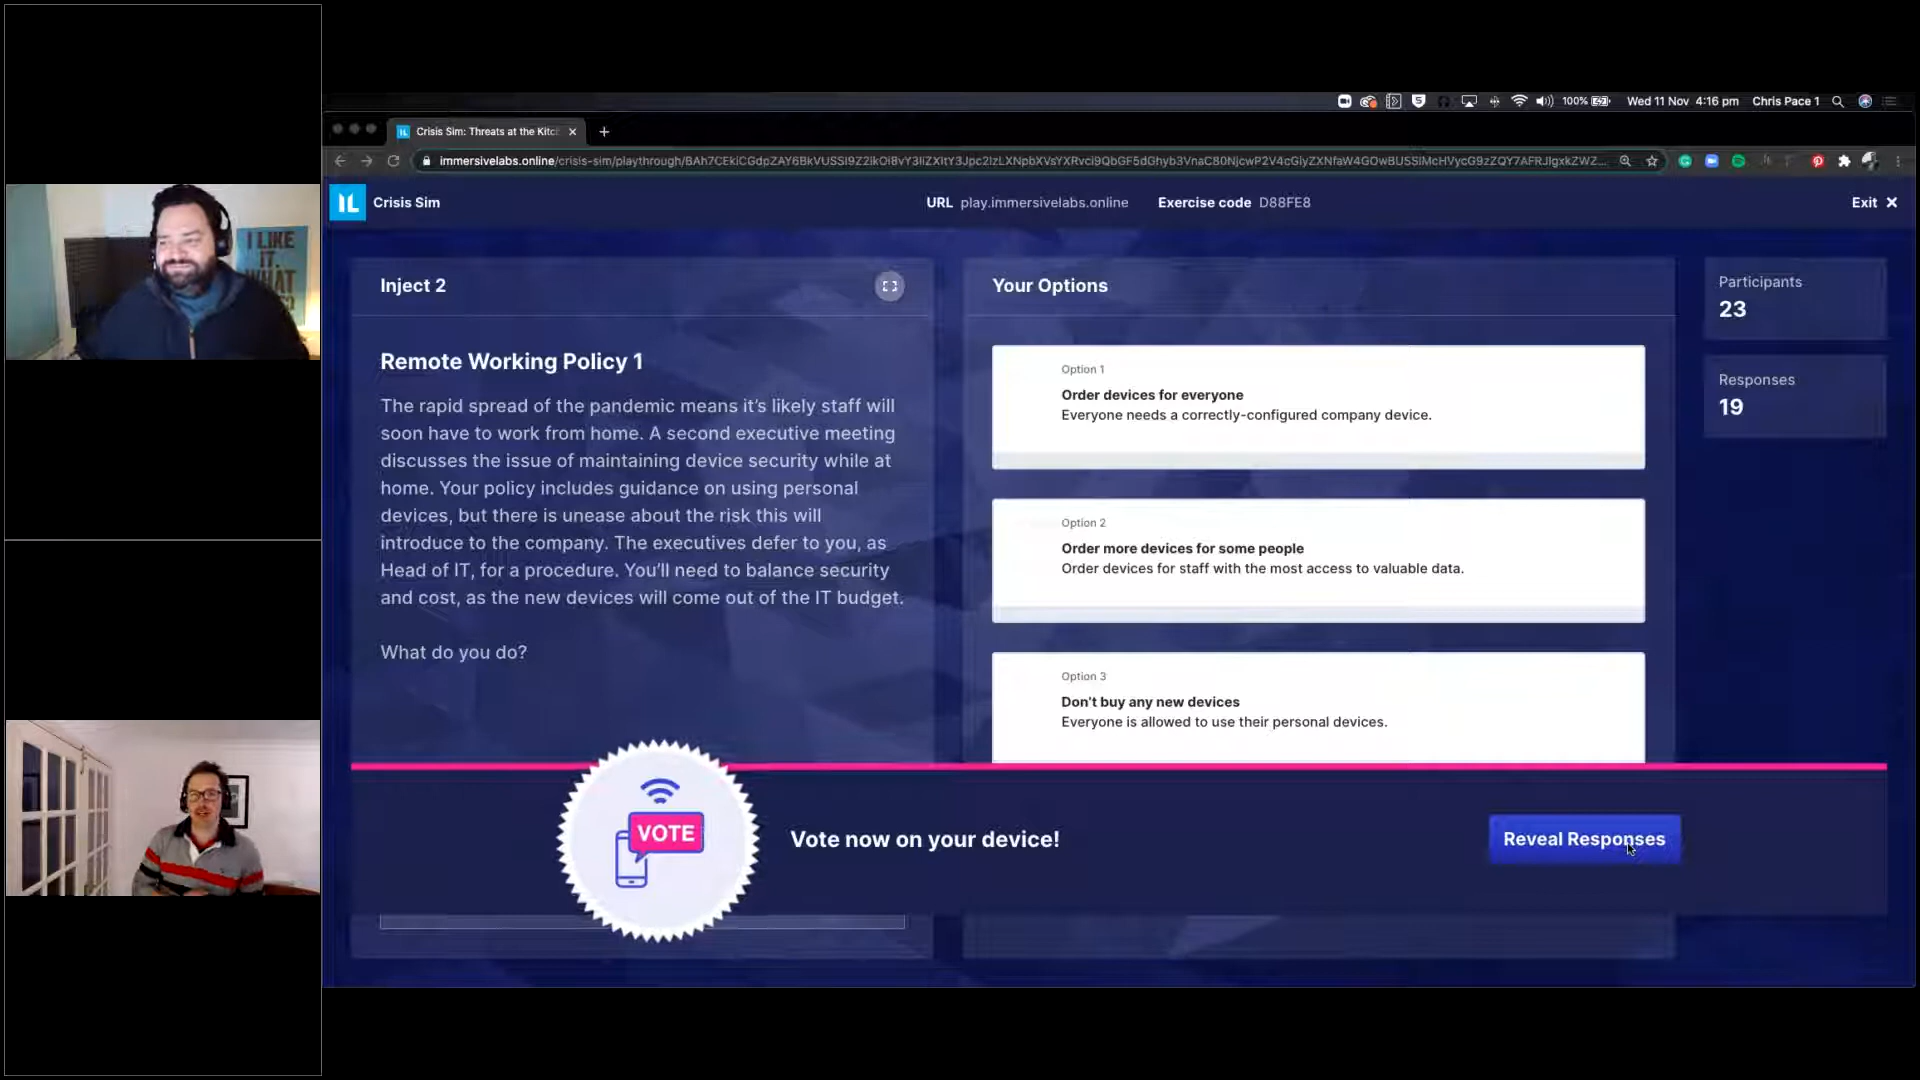 I LIKE
IT.
WHAT
Wed 11 Nov 4:16 pm
100%
Chris Pace 1
Crisis Sim: Threats at the Kitc
IL
Crisis Sim
URL play.immersivelabs.online
Exercise code D88FE8
Exit
Inject 2
Remote Working Policy 1
The rapid spread of the pandemic means it's likely staff will
soon have to work from home. A second executive meeting
discusses the issue of maintaining device security while at
home. Your policy includes guidance on using personal
devices, but there is unease about the risk this will
introduce to the company. The executives defer to you, as
Head of IT, for a procedure. You'll need to balance security
and cost, as the new devices will come out of the IT budget.
What do you do?
Your Options
Option 1
Order devices for everyone
Everyone needs a correctly-configured company device.
Option 2
Order more devices for some people
Order devices for staff with the most access to valuable data.
Option 3
Don't buy any new devices
Everyone is allowed to use their personal devices.
Participants
23
Responses
19
VOTE
Vote now on your device!
Reveal Responses